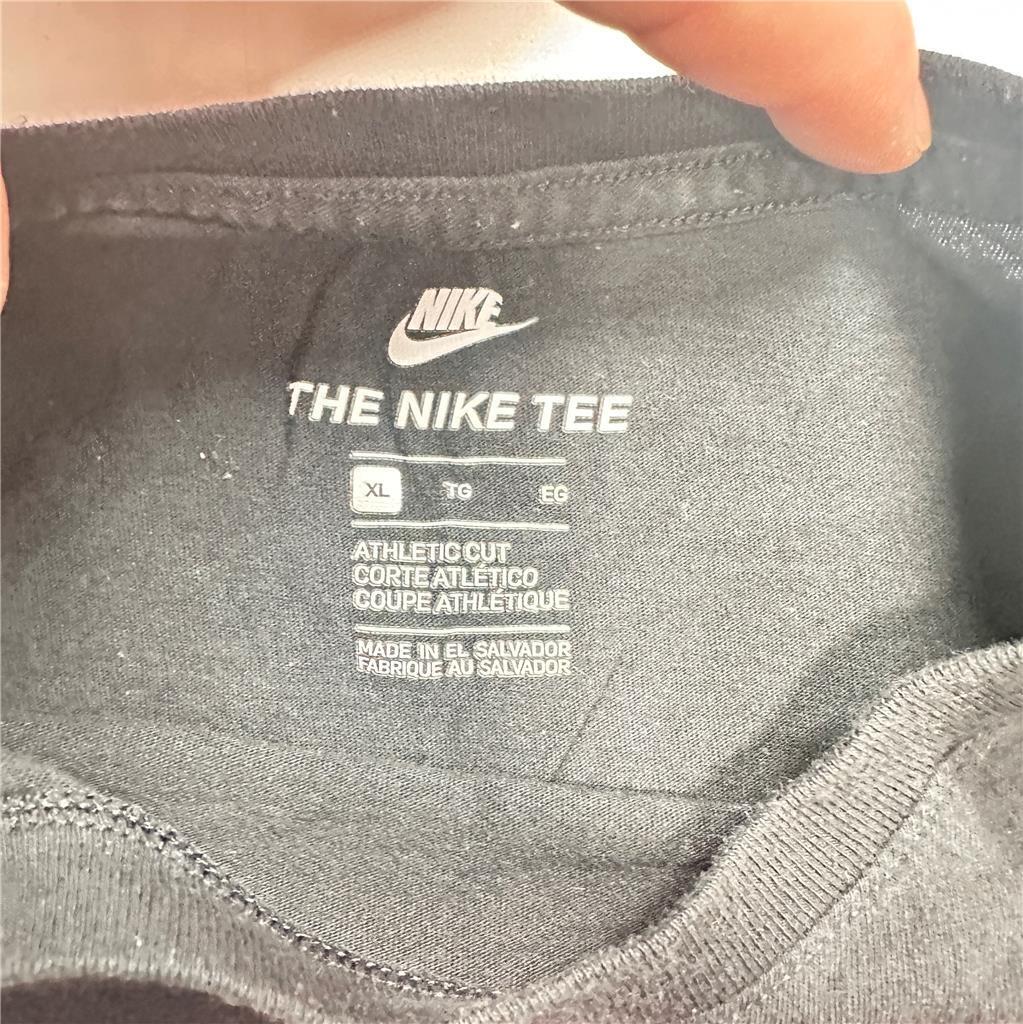 NIKE
THE NIKE TEE
XL TG EG
ATHLETIC CUT
CORTE ATLÉTICO
COUPE ATHLÉTIQUE
MADE IN EL SALVADOR
FABRIQUE AU SALVADOR